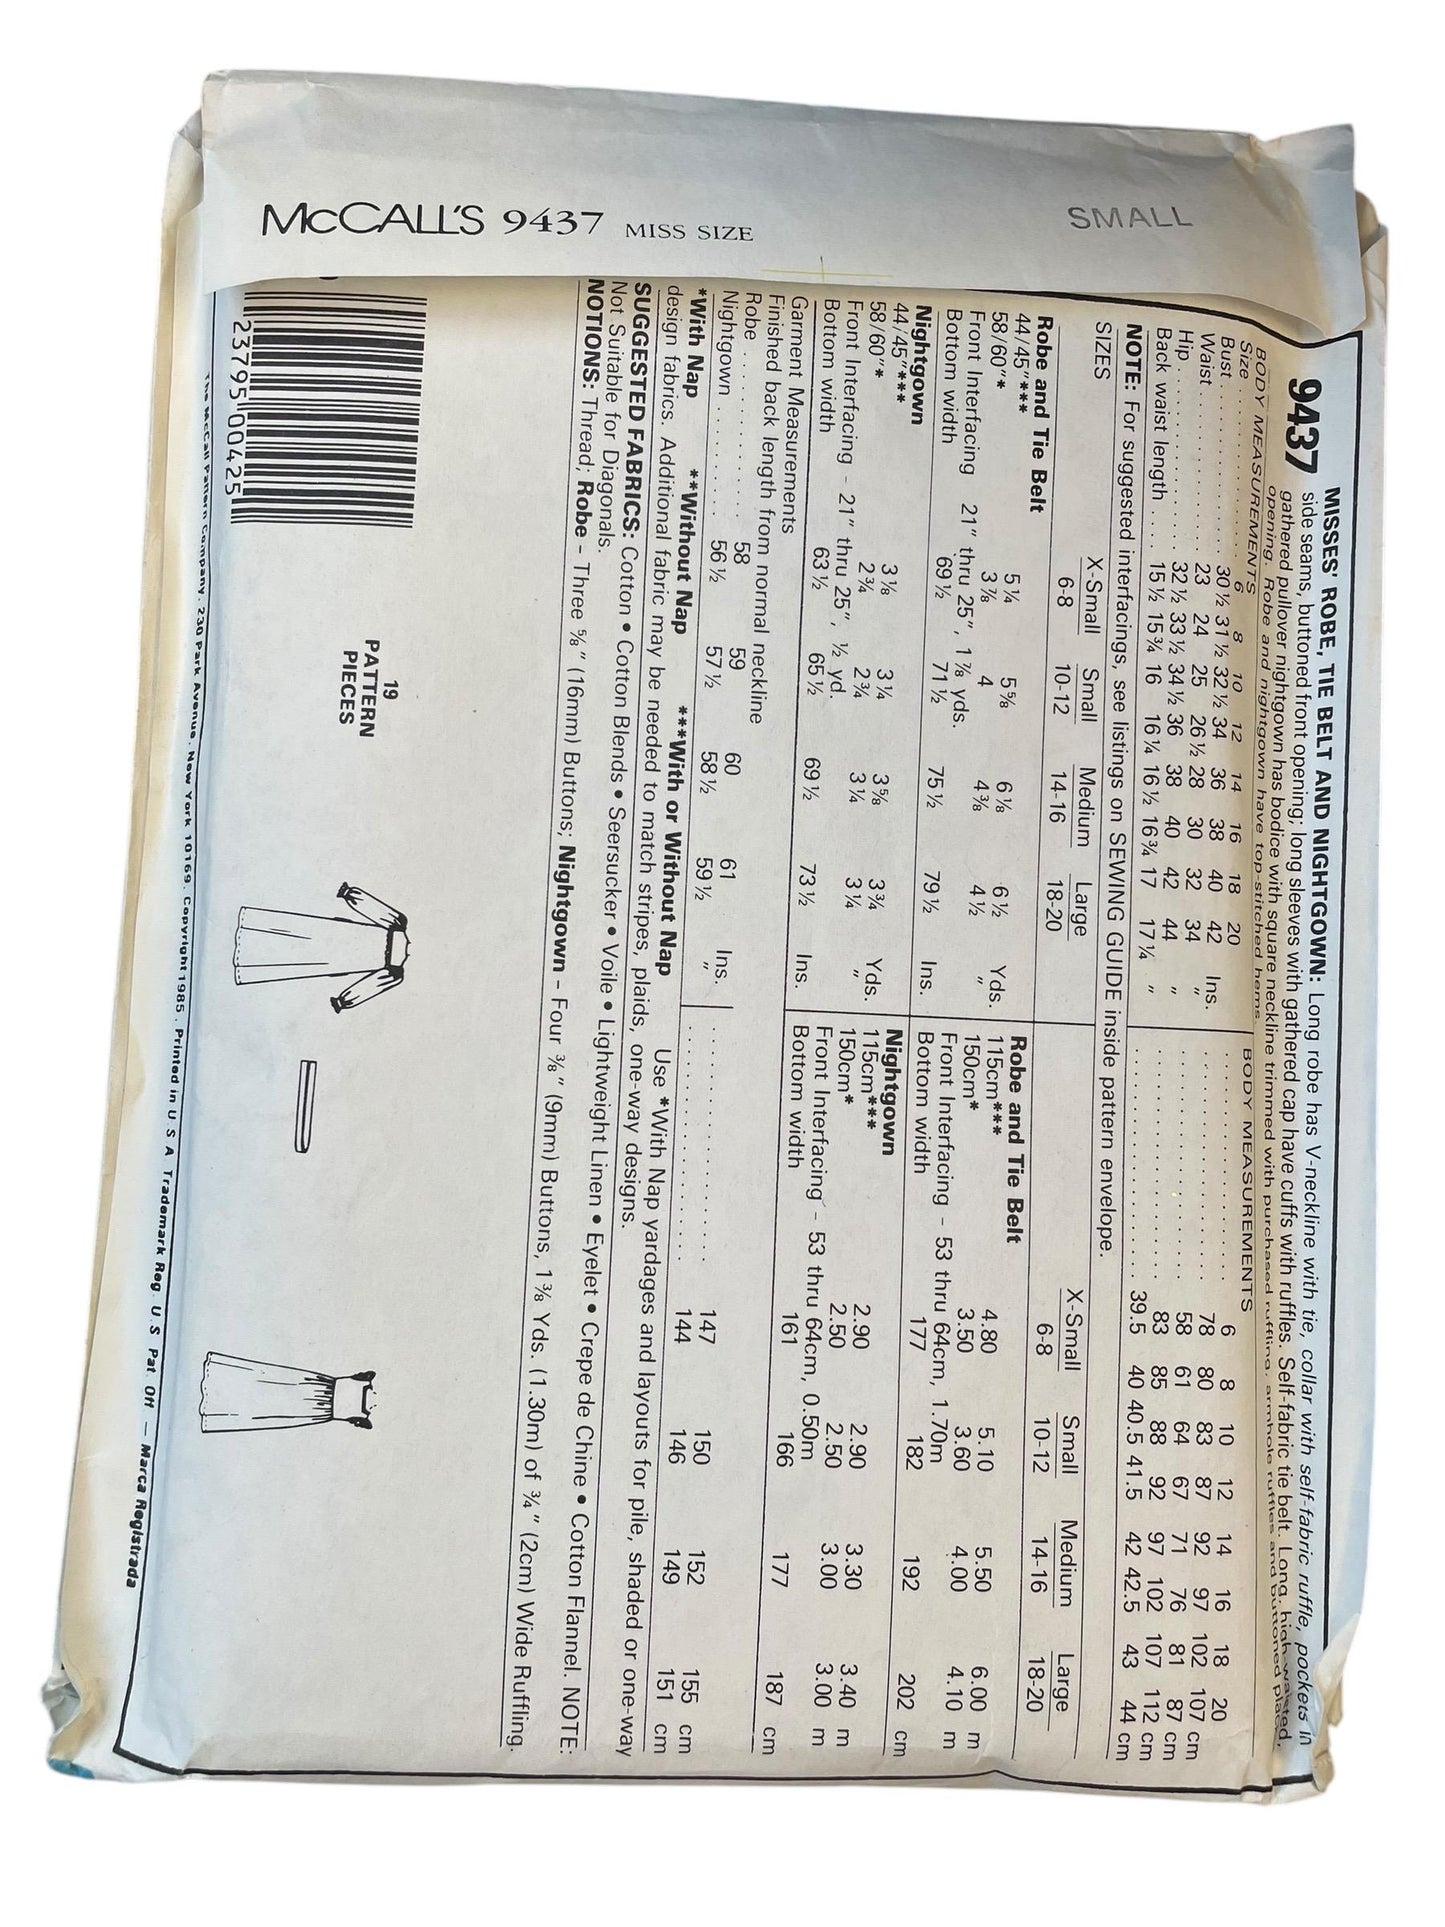 McCALL'S 9437 MISS SIZE SMALL
9437 MISSES' ROBE, TIE BELT AND NIGHTGOWN: Long robe has V-neckline with tie, collar with self-fabric ruffle, pockets in
side seams, buttoned front opening; long sleeves with gathered cap have cuffs with ruffles. Self-fabric tie belt. Long, high-waisted,
gathered pullover nightgown has bodice with square neckline trimmed with purchased ruffling, armhole ruffles and buttoned placket
opening. Robe and nightgown have top-stitched hems.
BODY MEASUREMENTS BODY MEASUREMENTS
Size 6 8 10 12 14 16 18 20 6 8 10 12 14 16 18 20
Bust 30½ 31½ 32½ 34 36 38 40 42 Ins. 78 80 83 87 92 97 102 107 cm
Waist 23 24 25 26½ 28 30 32 34 " 58 61 64 67 71 76 81 87 cm
Hip 32½ 33½ 34½ 36 38 40 42 44 " 83 85 88 92 97 102 107 112 cm
Back waist length 15½ 15¾ 16 16¼ 16½ 16¾ 17 17¼ " 39.5 40 40.5 41.5 42 42.5 43 44 cm
NOTE: For suggested interfacings, see listings on SEWING GUIDE inside pattern envelope.
SIZES X-Small Small Medium Large X-Small Small Medium Large
6-8 10-12 14-16 18-20 6-8 10-12 14-16 18-20
Robe and Tie Belt Robe and Tie Belt
44/45"*** 5¼ 5⅝ 6⅛ 6½ Yds. 115cm*** 4.80 5.10 5.50 6.00 m
58/60"* 3⅞ 4 4⅜ 4½ " 150cm* 3.50 3.60 4.00 4.10 m
Front Interfacing 21" thru 25", 1⅞ yds. Front Interfacing - 53 thru 64cm, 1.70m
Bottom width 69½ 71½ 75½ 79½ Ins. Bottom width 177 182 192 202 cm
Nightgown Nightgown
44/45"*** 3⅛ 3¼ 3⅝ 3¾ Yds. 115cm*** 2.90 2.90 3.30 3.40 m
58/60"* 2¾ 2¾ 3¼ 3¼ " 150cm* 2.50 2.50 3.00 3.00 m
Front Interfacing - 21" thru 25", ½ yd. Front Interfacing - 53 thru 64cm, 0.50m
Bottom width 63½ 65½ 69½ 73½ Ins. Bottom width 161 166 177 187 cm
Garment Measurements
Finished back length from normal neckline
Robe 58 59 60 61 Ins. 147 150 152 155 cm
Nightgown 56½ 57½ 58½ 59½ " 144 146 149 151 cm
*With Nap **Without Nap ***With or Without Nap Use *With Nap yardages and layouts for pile, shaded or one-way
design fabrics. Additional fabric may be needed to match stripes, plaids, one-way designs.
SUGGESTED FABRICS: Cotton • Cotton Blends • Seersucker • Voile • Lightweight Linen • Eyelet • Crepe de Chine • Cotton Flannel. NOTE:
Not Suitable for Diagonals.
NOTIONS: Thread; Robe - Three ⅝" (16mm) Buttons; Nightgown - Four ⅜" (9mm) Buttons, 1⅜ Yds. (1.30m) of ¾" (2cm) Wide Ruffling.
23795 00425
19
PATTERN
PIECES
The McCall Pattern Company, 230 Park Avenue, New York 10169. Copyright 1985. Printed in U.S.A. Trademark Reg. U.S. Pat. Off. — Marca Registrada